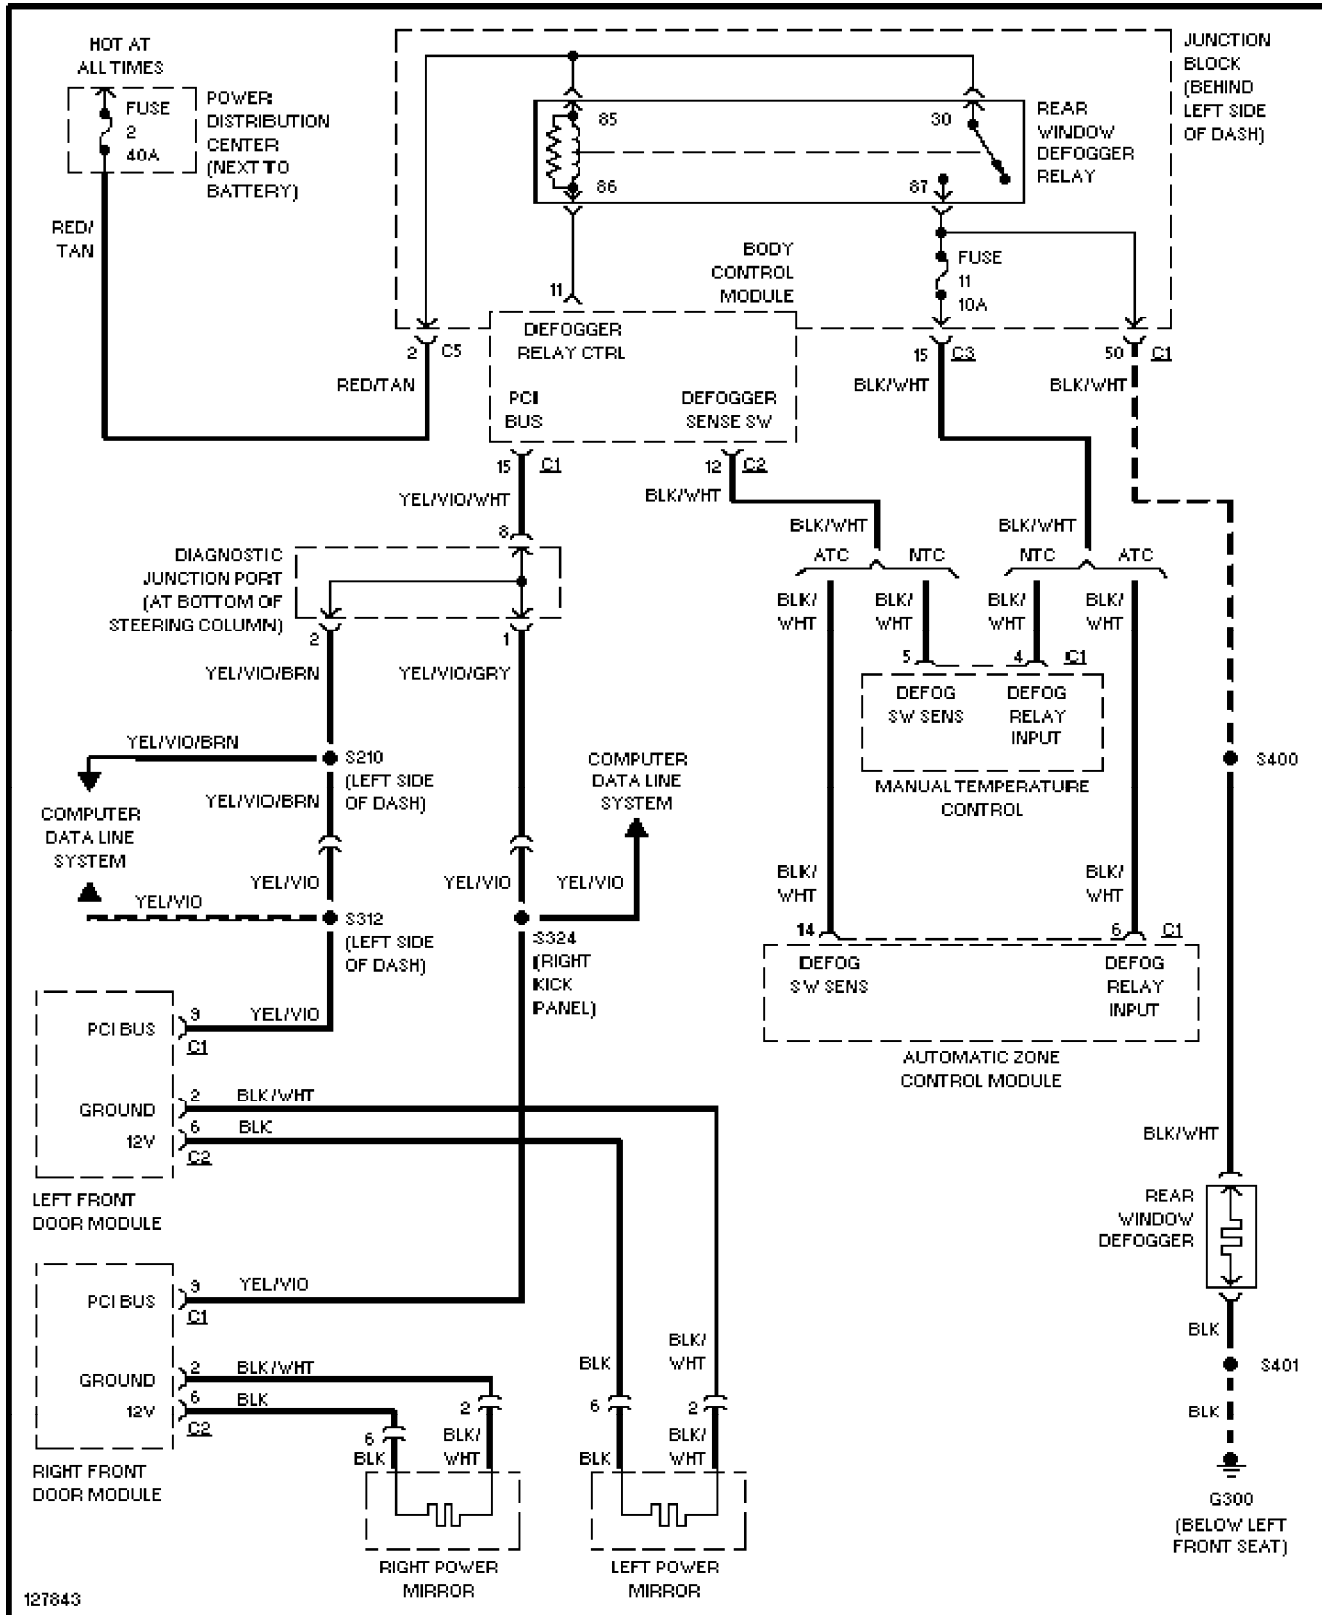 HOT AT
ALL TIMES
FUSE
2
40A
POWER
DISTRIBUTION
CENTER
(NEXT TO
BATTERY)
RED/
TAN
JUNCTION
BLOCK
(BEHIND
LEFT SIDE
OF DASH)
85
30
86
87
REAR
WINDOW
DEFOGGER
RELAY
BODY
CONTROL
MODULE
11
FUSE
11
10A
DEFOGGER
RELAY CTRL
PCI
BUS
DEFOGGER
SENSE SW
2 C5
RED/TAN
15 C3
BLK/WHT
50 C1
BLK/WHT
15 C1
YEL/VIO/WHT
12 C2
BLK/WHT
8
DIAGNOSTIC
JUNCTION PORT
(AT BOTTOM OF
STEERING COLUMN)
2
1
BLK/WHT
ATC NTC
BLK/WHT
NTC ATC
BLK/
WHT
BLK/
WHT
BLK/
WHT
BLK/
WHT
YEL/VIO/BRN
YEL/VIO/GRY
5
4 C1
DEFOG
SW SENS
DEFOG
RELAY
INPUT
MANUAL TEMPERATURE
CONTROL
YEL/VIO/BRN
S210
(LEFT SIDE
OF DASH)
YEL/VIO/BRN
COMPUTER
DATA LINE
SYSTEM
COMPUTER
DATA LINE
SYSTEM
S400
YEL/VIO
YEL/VIO
YEL/VIO
YEL/VIO
S312
(LEFT SIDE
OF DASH)
S324
(RIGHT
KICK
PANEL)
BLK/
WHT
BLK/
WHT
14
6 C1
DEFOG
SW SENS
DEFOG
RELAY
INPUT
AUTOMATIC ZONE
CONTROL MODULE
PCI BUS
9
C1
YEL/VIO
GROUND
2
BLK/WHT
12V
6
BLK
C2
LEFT FRONT
DOOR MODULE
BLK/WHT
REAR
WINDOW
DEFOGGER
PCI BUS
9
C1
YEL/VIO
GROUND
2
BLK/WHT
12V
6
BLK
C2
RIGHT FRONT
DOOR MODULE
BLK
BLK/
WHT
6
2
2
6
BLK
BLK/
WHT
BLK
BLK/
WHT
RIGHT POWER
MIRROR
LEFT POWER
MIRROR
BLK
S401
BLK
G300
(BELOW LEFT
FRONT SEAT)
127843